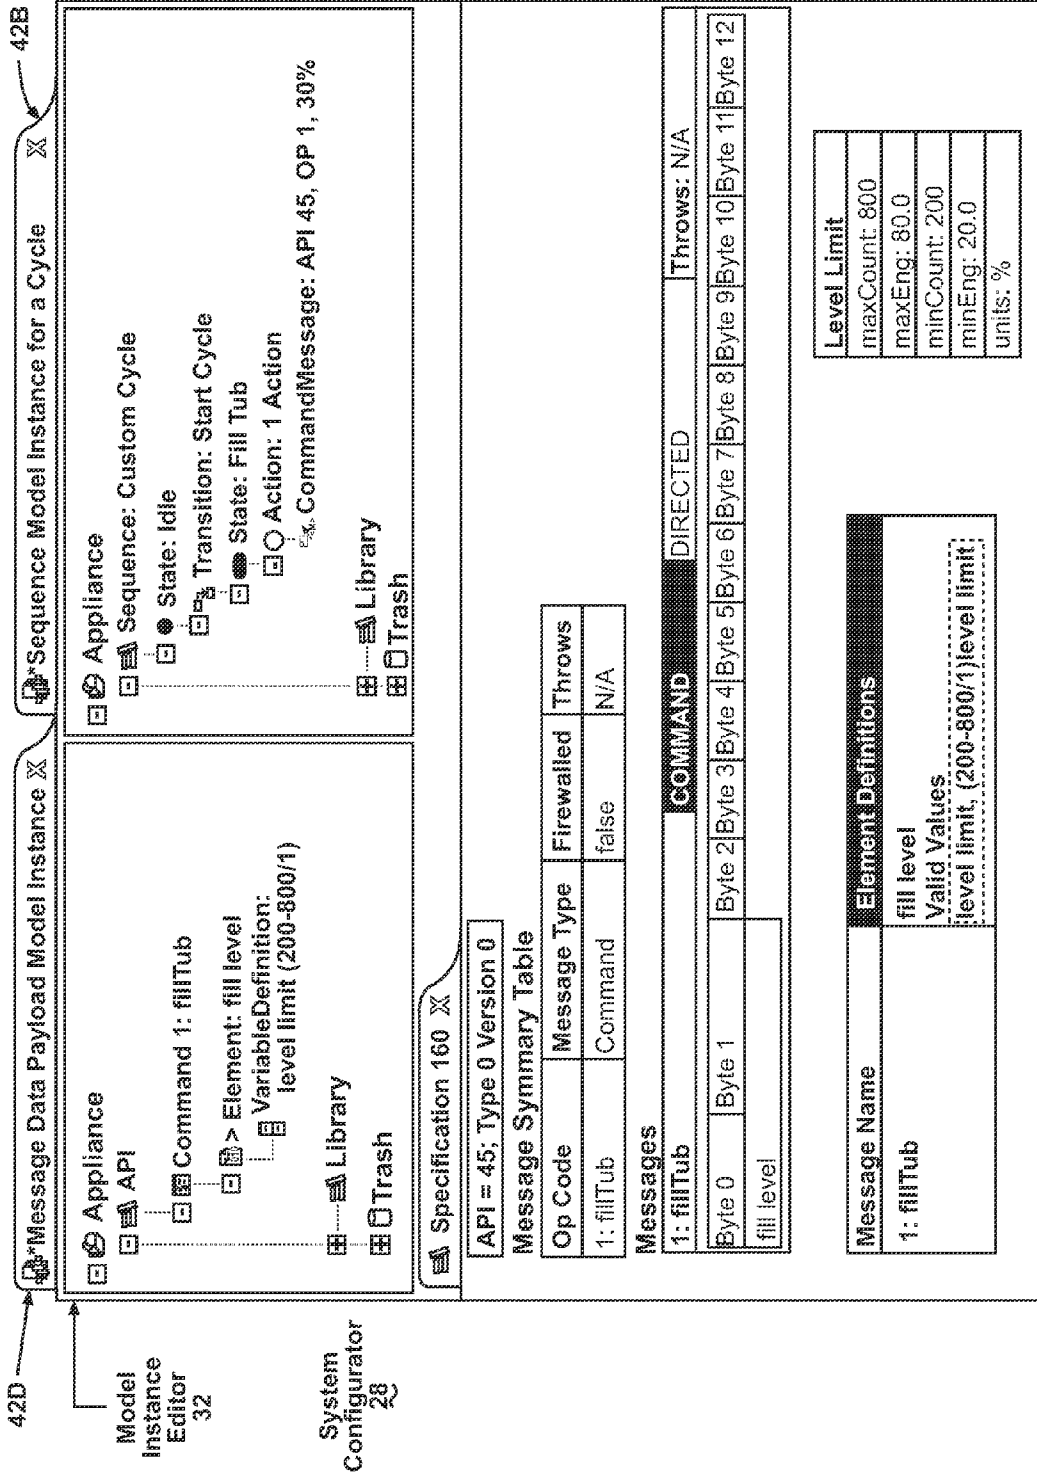 42D
42B
*Message Data Payload Model Instance X
*Sequence Model Instance for a Cycle X
Model
Instance
Editor
32
System
Configurator
28
Appliance
API
Command 1: fillTub
> Element: fill level
VariableDefinition:
level limit (200-800/1)
Library
Trash
Appliance
Sequence: Custom Cycle
State: Idle
Transition: Start Cycle
State: Fill Tub
Action: 1 Action
CommandMessage: API 45, OP 1, 30%
Library
Trash
Specification 160 X
API = 45; Type 0 Version 0
Message Summary Table
Op Code Message Type Firewalled Throws
1: fillTub Command false N/A
Messages
1: fillTub COMMAND DIRECTED Throws: N/A
Byte 0 Byte 1 Byte 2 Byte 3 Byte 4 Byte 5 Byte 6 Byte 7 Byte 8 Byte 9 Byte 10 Byte 11 Byte 12
fill level
Message Name Element Definitions
1: fillTub
fill level
Valid Values
level limit, (200-800/1)level limit
Level Limit
maxCount: 800
maxEng: 80.0
minCount: 200
minEng: 20.0
units: %